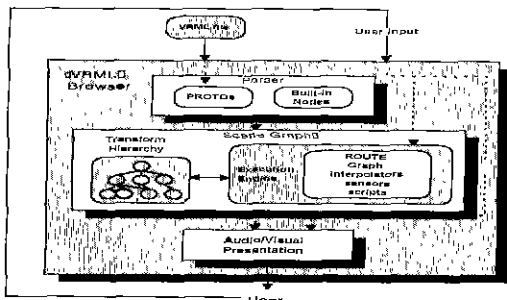 VRML file
User Input
dVRML
Browser
Parser
PROTOs
Built-in
Nodes
Scene Graph
Transform
Hierarchy
Execution
Engine
ROUTE
Graph
interpolators
sensors
scripts
Audio/Visual
Presentation
User